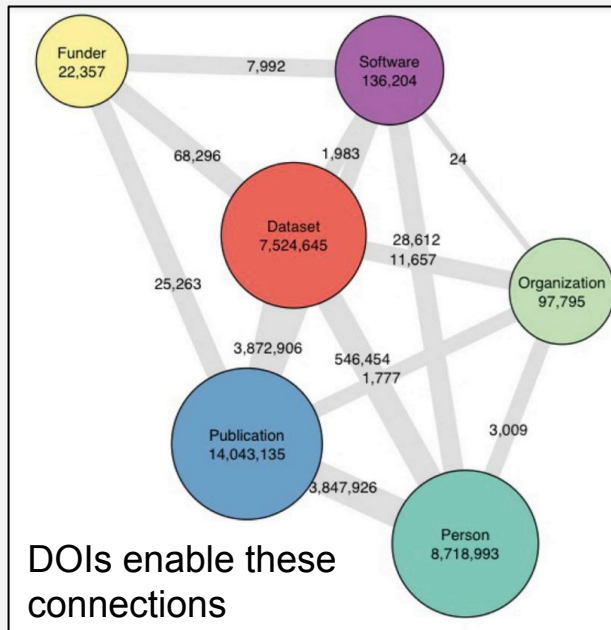 Funder
22,357
Software
136,204
7,992
68,296
1,983
24
Dataset
7,524,645
28,612
11,657
Organization
97,795
25,263
3,872,906
546,454
1,777
Publication
14,043,135
3,009
3,847,926
Person
8,718,993
DOIs enable these
connections